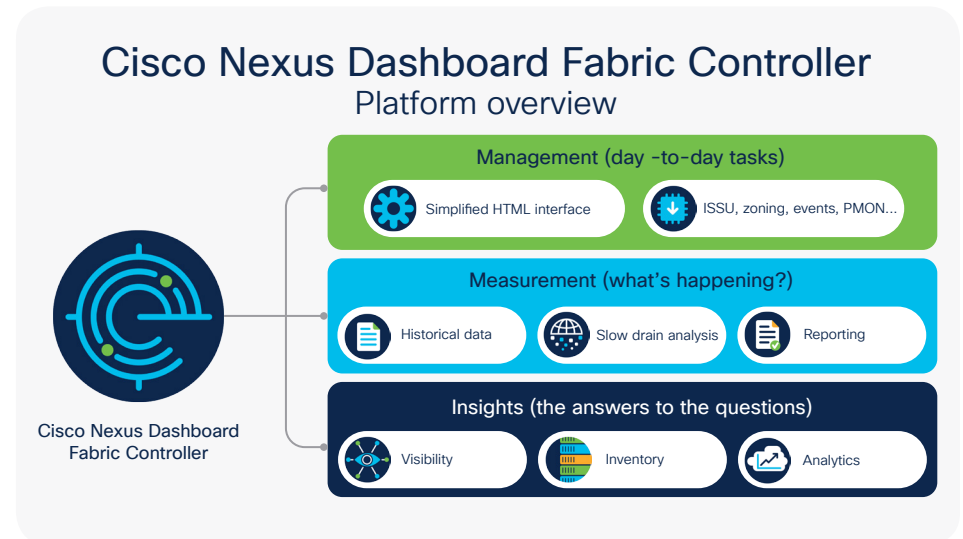 Cisco Nexus Dashboard Fabric Controller
Platform overview
Management (day -to-day tasks)
Simplified HTML interface
ISSU, zoning, events, PMON...
Measurement (what's happening?)
Historical data
Slow drain analysis
Reporting
Cisco Nexus Dashboard
Fabric Controller
Insights (the answers to the questions)
Visibility
Inventory
Analytics